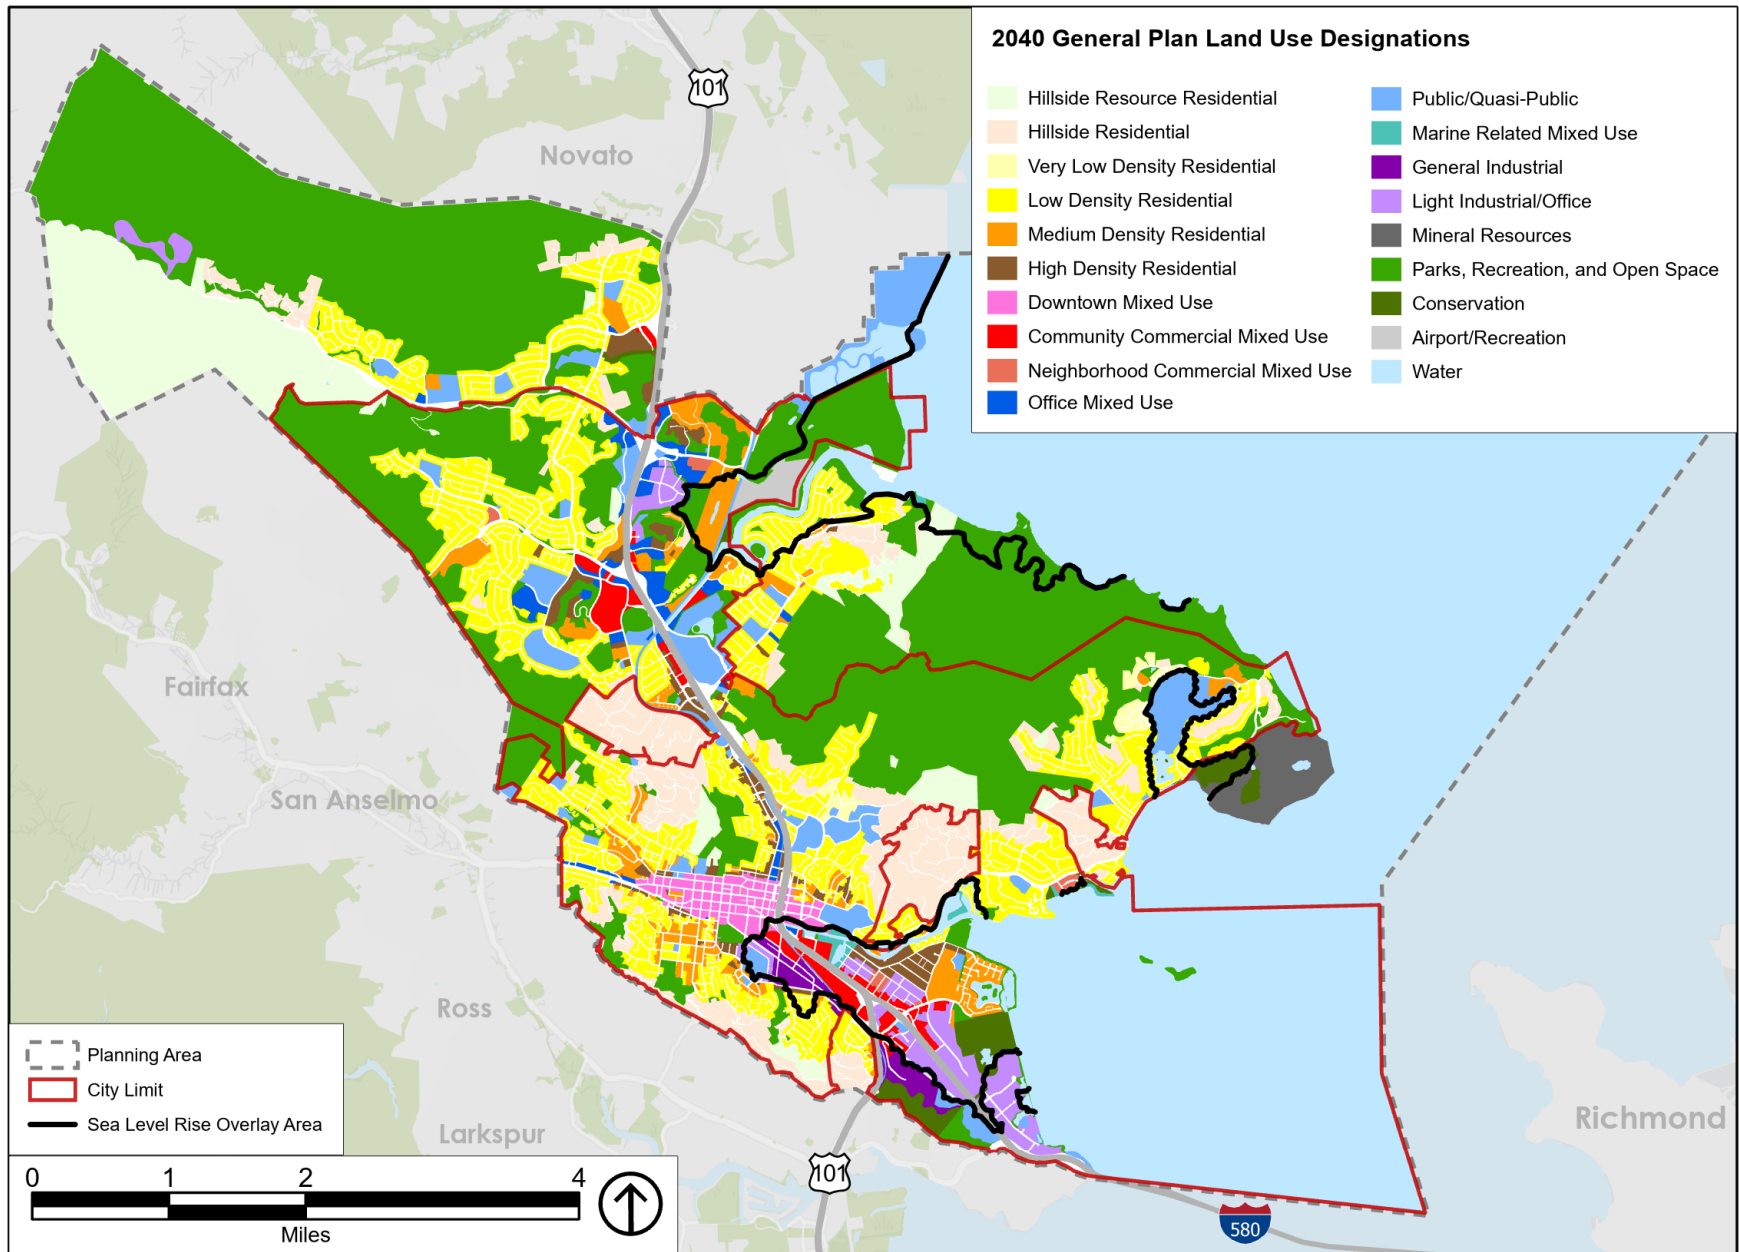 2040 General Plan Land Use Designations
Hillside Resource Residential
Hillside Residential
Very Low Density Residential
Low Density Residential
Medium Density Residential
High Density Residential
Downtown Mixed Use
Community Commercial Mixed Use
Neighborhood Commercial Mixed Use
Office Mixed Use
Public/Quasi-Public
Marine Related Mixed Use
General Industrial
Light Industrial/Office
Mineral Resources
Parks, Recreation, and Open Space
Conservation
Airport/Recreation
Water
101
Novato
Fairfax
San Anselmo
Ross
Larkspur
Richmond
101
580
Planning Area
City Limit
Sea Level Rise Overlay Area
0 1 2 4
Miles